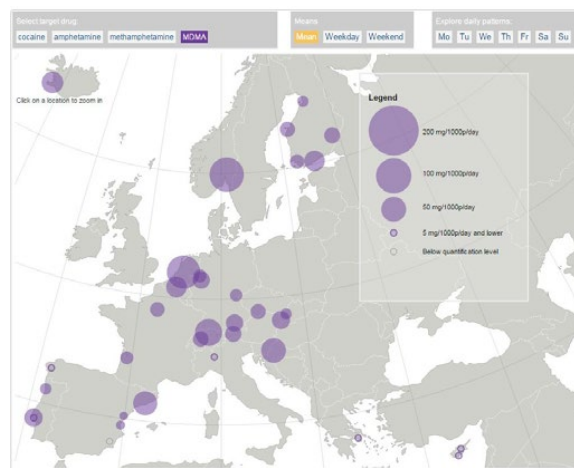 Select target drug:
cocaine amphetamine methamphetamine MDMA
Means
Mean Weekday Weekend
Explore daily patterns:
Mo Tu We Th Fr Sa Su
Click on a location to zoom in
Legend
200 mg/1000p/day
100 mg/1000p/day
50 mg/1000p/day
5 mg/1000p/day and lower
Below quantification level